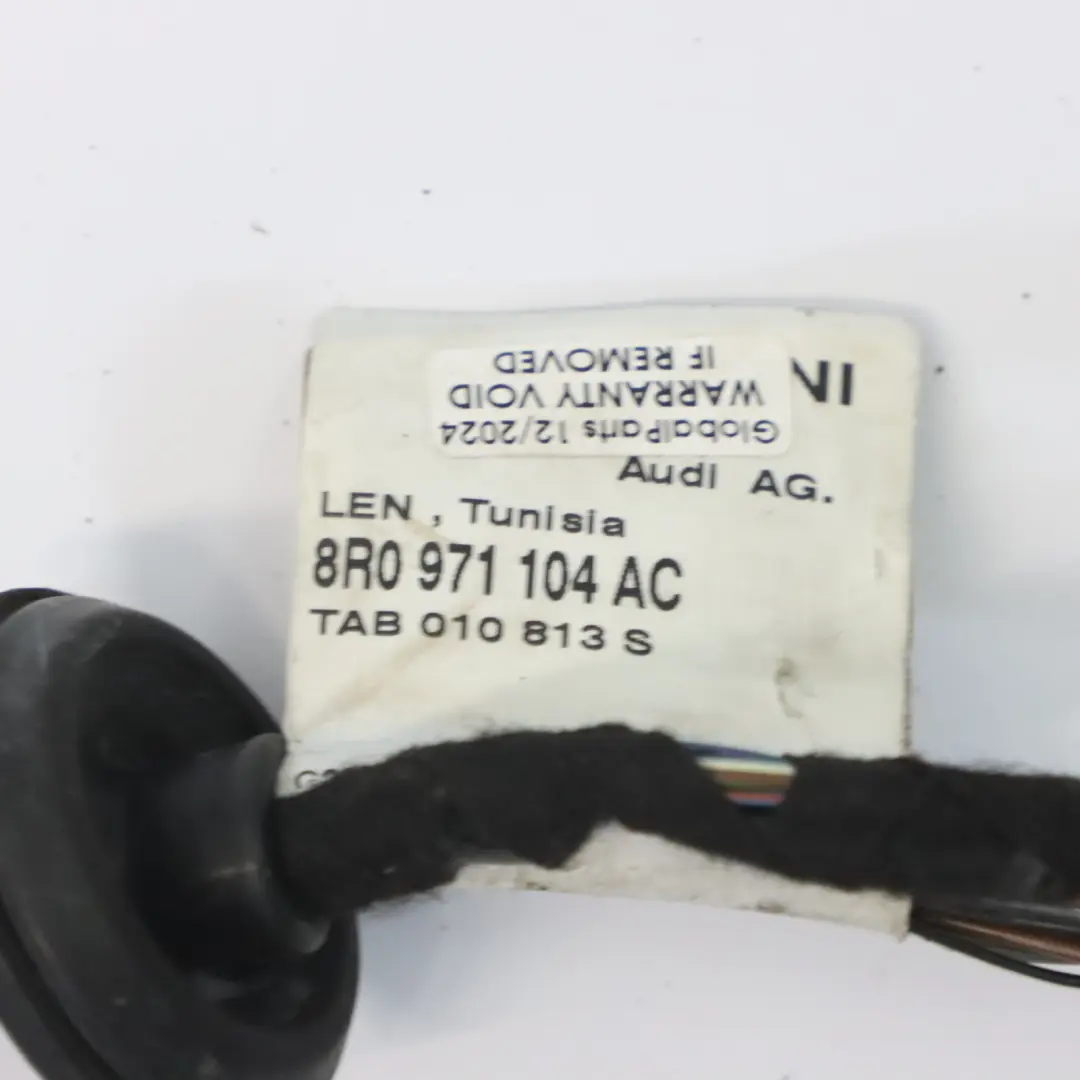 GlobalParts 12/2024
WARRANTY VOID
IF REMOVED
Audi AG.
LEN , Tunisia
8R0 971 104 AC
TAB 010 813 S